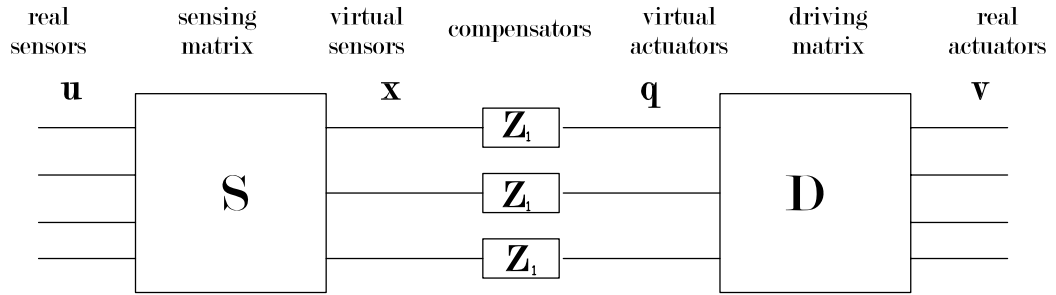 real sensors
sensing matrix
virtual sensors
compensators
virtual actuators
driving matrix
real actuators
u
x
q
v
S
Z1
Z1
Z1
D